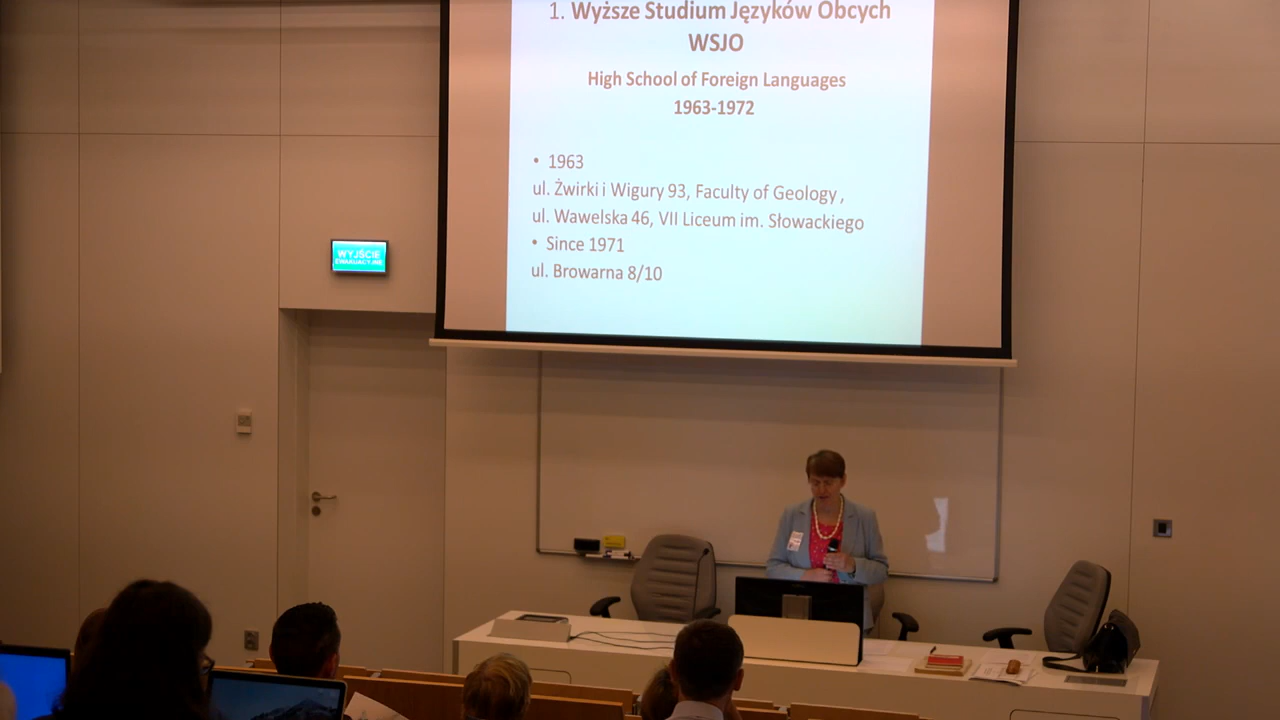 1. Wyższe Studium Języków Obcych
WSJO
High School of Foreign Languages
1963-1972
• 1963
ul. Żwirki i Wigury 93, Faculty of Geology ,
ul. Wawelska 46, VII Liceum im. Słowackiego
• Since 1971
ul. Browarna 8/10
WYJŚCIE
EWAKUACYJNE